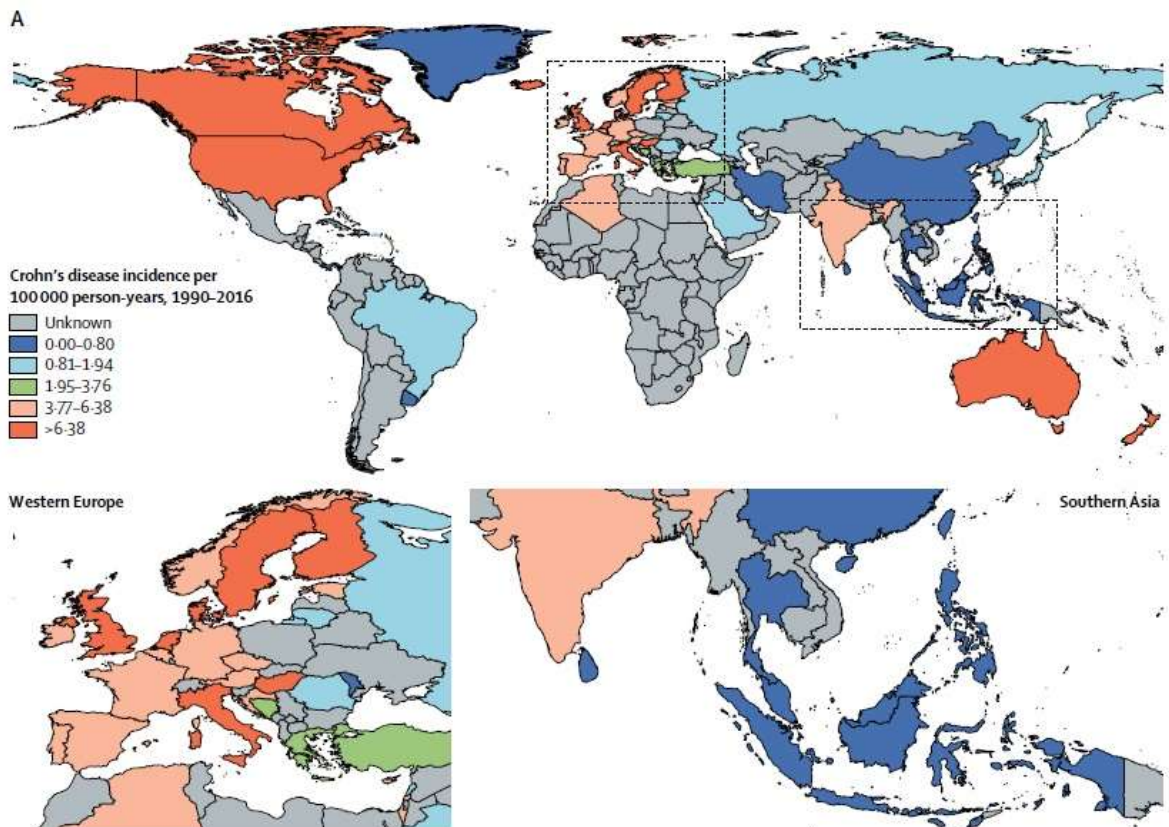 A
Crohn's disease incidence per
100 000 person-years, 1990–2016
Unknown
0·00–0·80
0·81–1·94
1·95–3·76
3·77–6·38
>6·38
Western Europe
Southern Asia